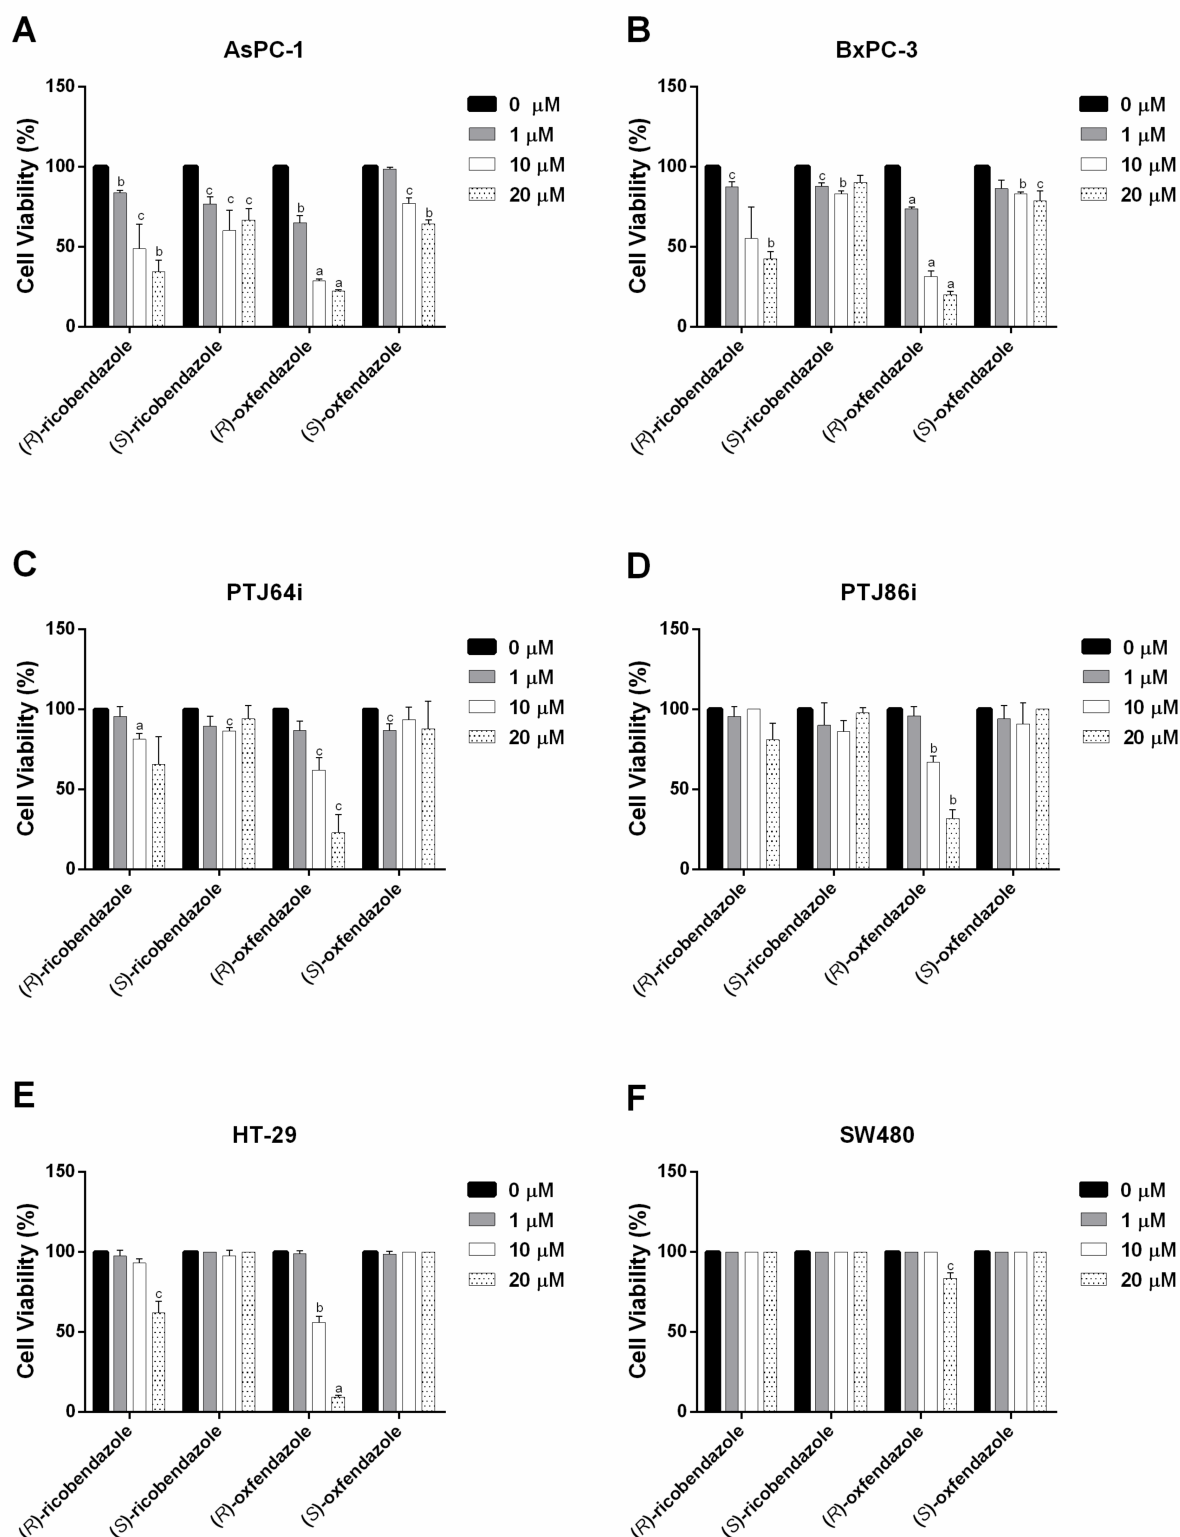 A
AsPC-1
150
100
50
0
Cell Viability (%)
b
c
b
c
c
c
b
a
a
c
b
0 μM
1 μM
10 μM
20 μM
(R)-ricobendazole
(S)-ricobendazole
(R)-oxfendazole
(S)-oxfendazole
B
BxPC-3
150
100
50
0
Cell Viability (%)
c
b
c
b
a
a
a
b
c
0 μM
1 μM
10 μM
20 μM
(R)-ricobendazole
(S)-ricobendazole
(R)-oxfendazole
(S)-oxfendazole
C
PTJ64i
150
100
50
0
Cell Viability (%)
a
c
c
c
c
0 μM
1 μM
10 μM
20 μM
(R)-ricobendazole
(S)-ricobendazole
(R)-oxfendazole
(S)-oxfendazole
D
PTJ86i
150
100
50
0
Cell Viability (%)
b
b
0 μM
1 μM
10 μM
20 μM
(R)-ricobendazole
(S)-ricobendazole
(R)-oxfendazole
(S)-oxfendazole
E
HT-29
150
100
50
0
Cell Viability (%)
c
b
a
0 μM
1 μM
10 μM
20 μM
(R)-ricobendazole
(S)-ricobendazole
(R)-oxfendazole
(S)-oxfendazole
F
SW480
150
100
50
0
Cell Viability (%)
c
0 μM
1 μM
10 μM
20 μM
(R)-ricobendazole
(S)-ricobendazole
(R)-oxfendazole
(S)-oxfendazole